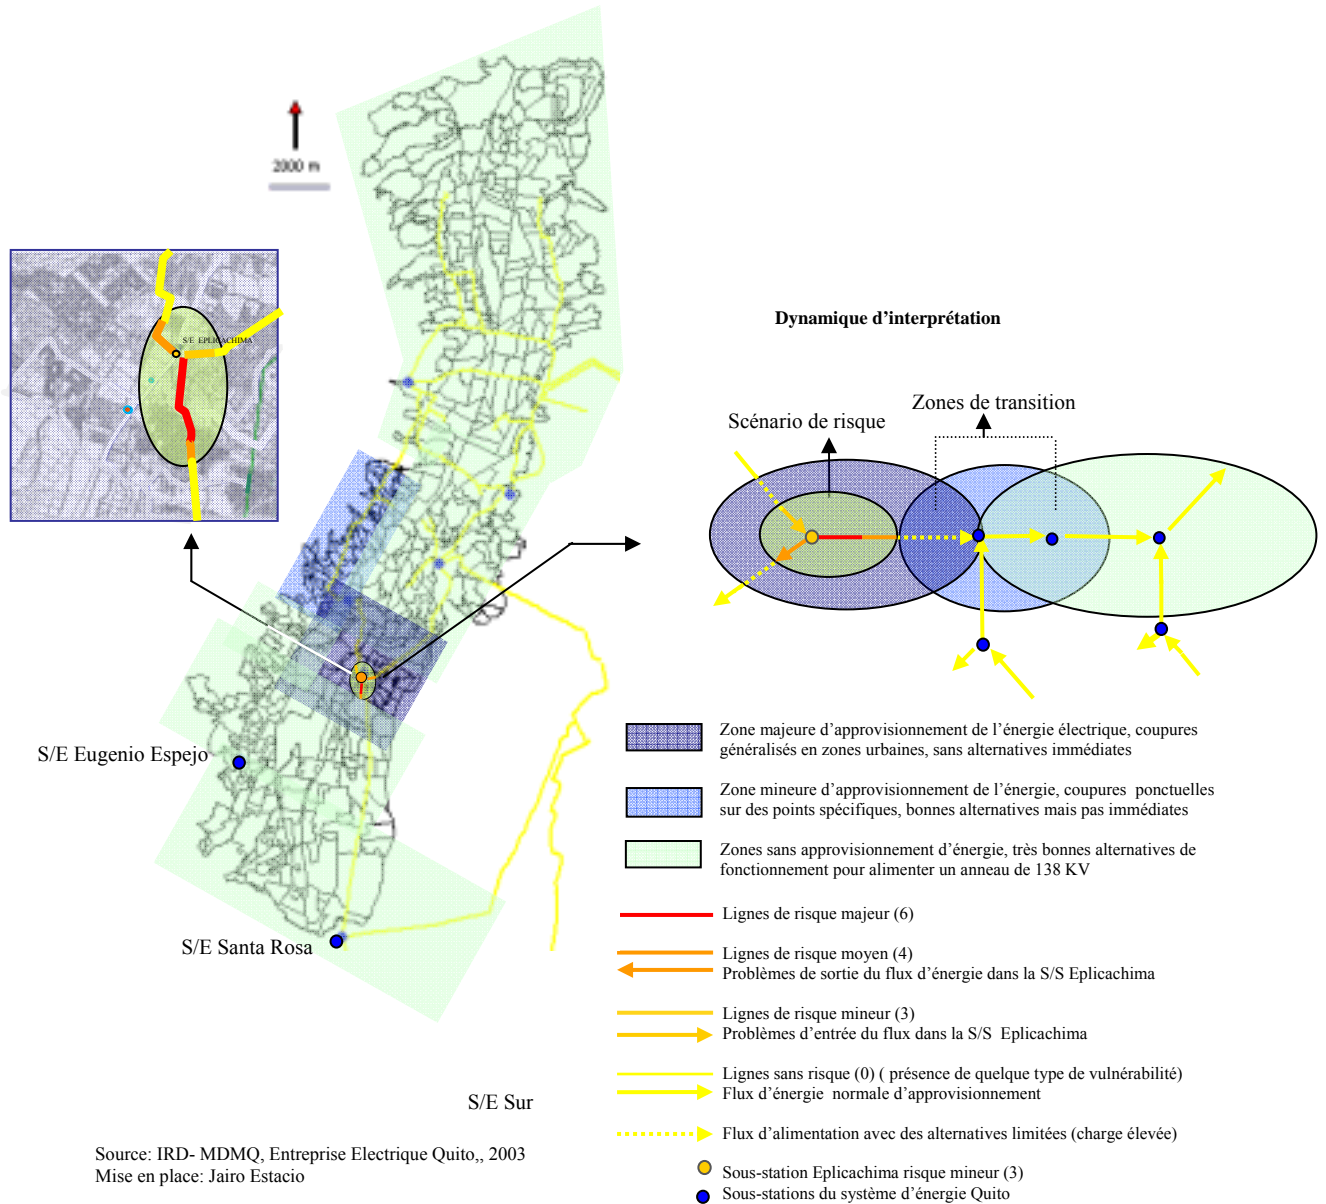 2000 m
S/E EPLICACHIMA
Dynamique d'interprétation
Zones de transition
Scénario de risque
S/E Eugenio Espejo
S/E Santa Rosa
S/E Sur
Zone majeure d'approvisionnement de l'énergie électrique, coupures
généralisés en zones urbaines, sans alternatives immédiates
Zone mineure d'approvisionnement de l'énergie, coupures ponctuelles
sur des points spécifiques, bonnes alternatives mais pas immédiates
Zones sans approvisionnement d'énergie, très bonnes alternatives de
fonctionnement pour alimenter un anneau de 138 KV
Lignes de risque majeur (6)
Lignes de risque moyen (4)
Problèmes de sortie du flux d'énergie dans la S/S Eplicachima
Lignes de risque mineur (3)
Problèmes d'entrée du flux dans la S/S Eplicachima
Lignes sans risque (0) ( présence de quelque type de vulnérabilité)
Flux d'énergie normale d'approvisionnement
Flux d'alimentation avec des alternatives limitées (charge élevée)
Sous-station Eplicachima risque mineur (3)
Sous-stations du système d'énergie Quito
Source: IRD- MDMQ, Entreprise Electrique Quito,, 2003
Mise en place: Jairo Estacio